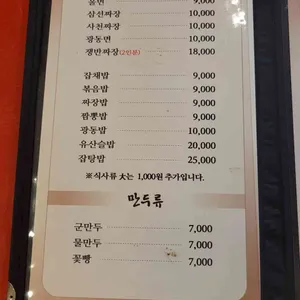 울면 9,000
삼선짜장 10,000
사천짜장 10,000
광동면 10,000
쟁반짜장(2인분) 18,000
잡채밥 9,000
볶음밥 9,000
짜장밥 9,000
짬뽕밥 9,000
광동밥 10,000
유산슬밥 20,000
잡탕밥 25,000
※ 식사류 大는 1,000원 추가입니다.
만두류
군만두 7,000
물만두 7,000
꽃빵 7,000